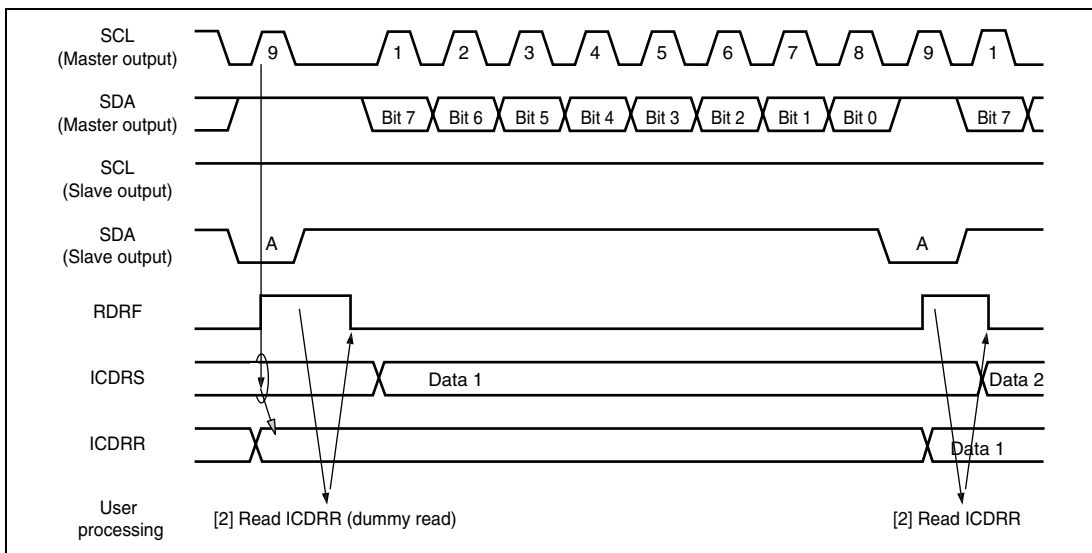 SCL
(Master output)
9 1 2 3 4 5 6 7 8 9 1
SDA
(Master output)
Bit 7 Bit 6 Bit 5 Bit 4 Bit 3 Bit 2 Bit 1 Bit 0 Bit 7
SCL
(Slave output)
SDA
(Slave output)
A A
RDRF
ICDRS
Data 1 Data 2
ICDRR
Data 1
User
processing
[2] Read ICDRR (dummy read) [2] Read ICDRR